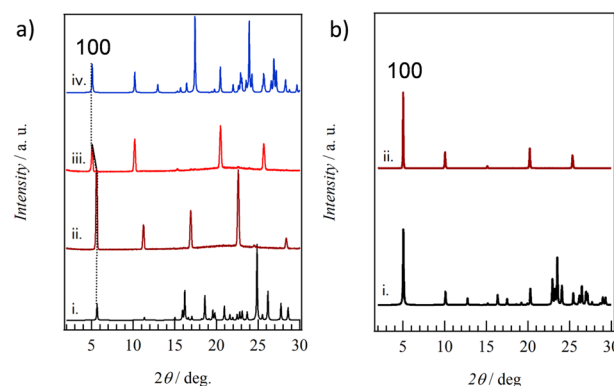 a)
100
iv.
iii.
ii.
i.
Intensity / a. u.
5 10 15 20 25 30
2θ / deg.
b)
100
ii.
i.
Intensity / a. u.
5 10 15 20 25 30
2θ / deg.